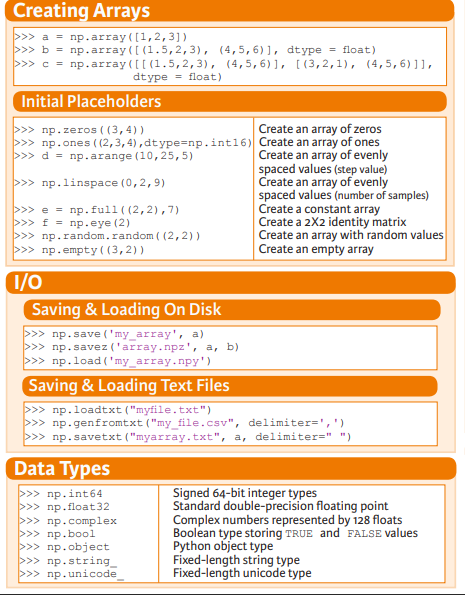 Creating Arrays
>>> a = np.array([1,2,3])
>>> b = np.array([(1.5,2,3), (4,5,6)], dtype = float)
>>> c = np.array([[(1.5,2,3), (4,5,6)], [(3,2,1), (4,5,6)]],
dtype = float)
Initial Placeholders
>>> np.zeros((3,4)) Create an array of zeros
>>> np.ones((2,3,4),dtype=np.int16) Create an array of ones
>>> d = np.arange(10,25,5) Create an array of evenly
spaced values (step value)
>>> np.linspace(0,2,9) Create an array of evenly
spaced values (number of samples)
>>> e = np.full((2,2),7) Create a constant array
>>> f = np.eye(2) Create a 2X2 identity matrix
>>> np.random.random((2,2)) Create an array with random values
>>> np.empty((3,2)) Create an empty array
I/O
Saving & Loading On Disk
>>> np.save('my_array', a)
>>> np.savez('array.npz', a, b)
>>> np.load('my_array.npy')
Saving & Loading Text Files
>>> np.loadtxt("myfile.txt")
>>> np.genfromtxt("my_file.csv", delimiter=',')
>>> np.savetxt("myarray.txt", a, delimiter=" ")
Data Types
>>> np.int64 Signed 64-bit integer types
>>> np.float32 Standard double-precision floating point
>>> np.complex Complex numbers represented by 128 floats
>>> np.bool Boolean type storing TRUE and FALSE values
>>> np.object Python object type
>>> np.string_ Fixed-length string type
>>> np.unicode_ Fixed-length unicode type